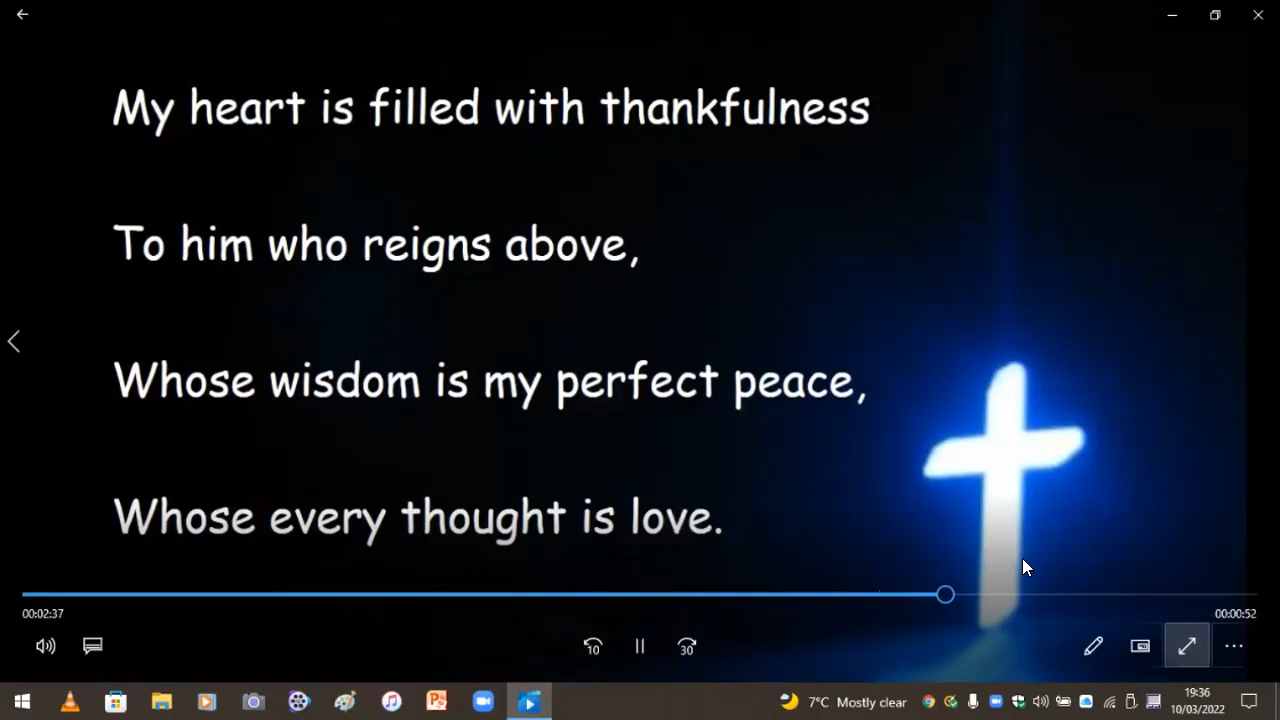 My heart is filled with thankfulness
To him who reigns above,
Whose wisdom is my perfect peace,
Whose every thought is love.
00:02:37
00:00:52
10
30
7°C Mostly clear
19:36
10/03/2022